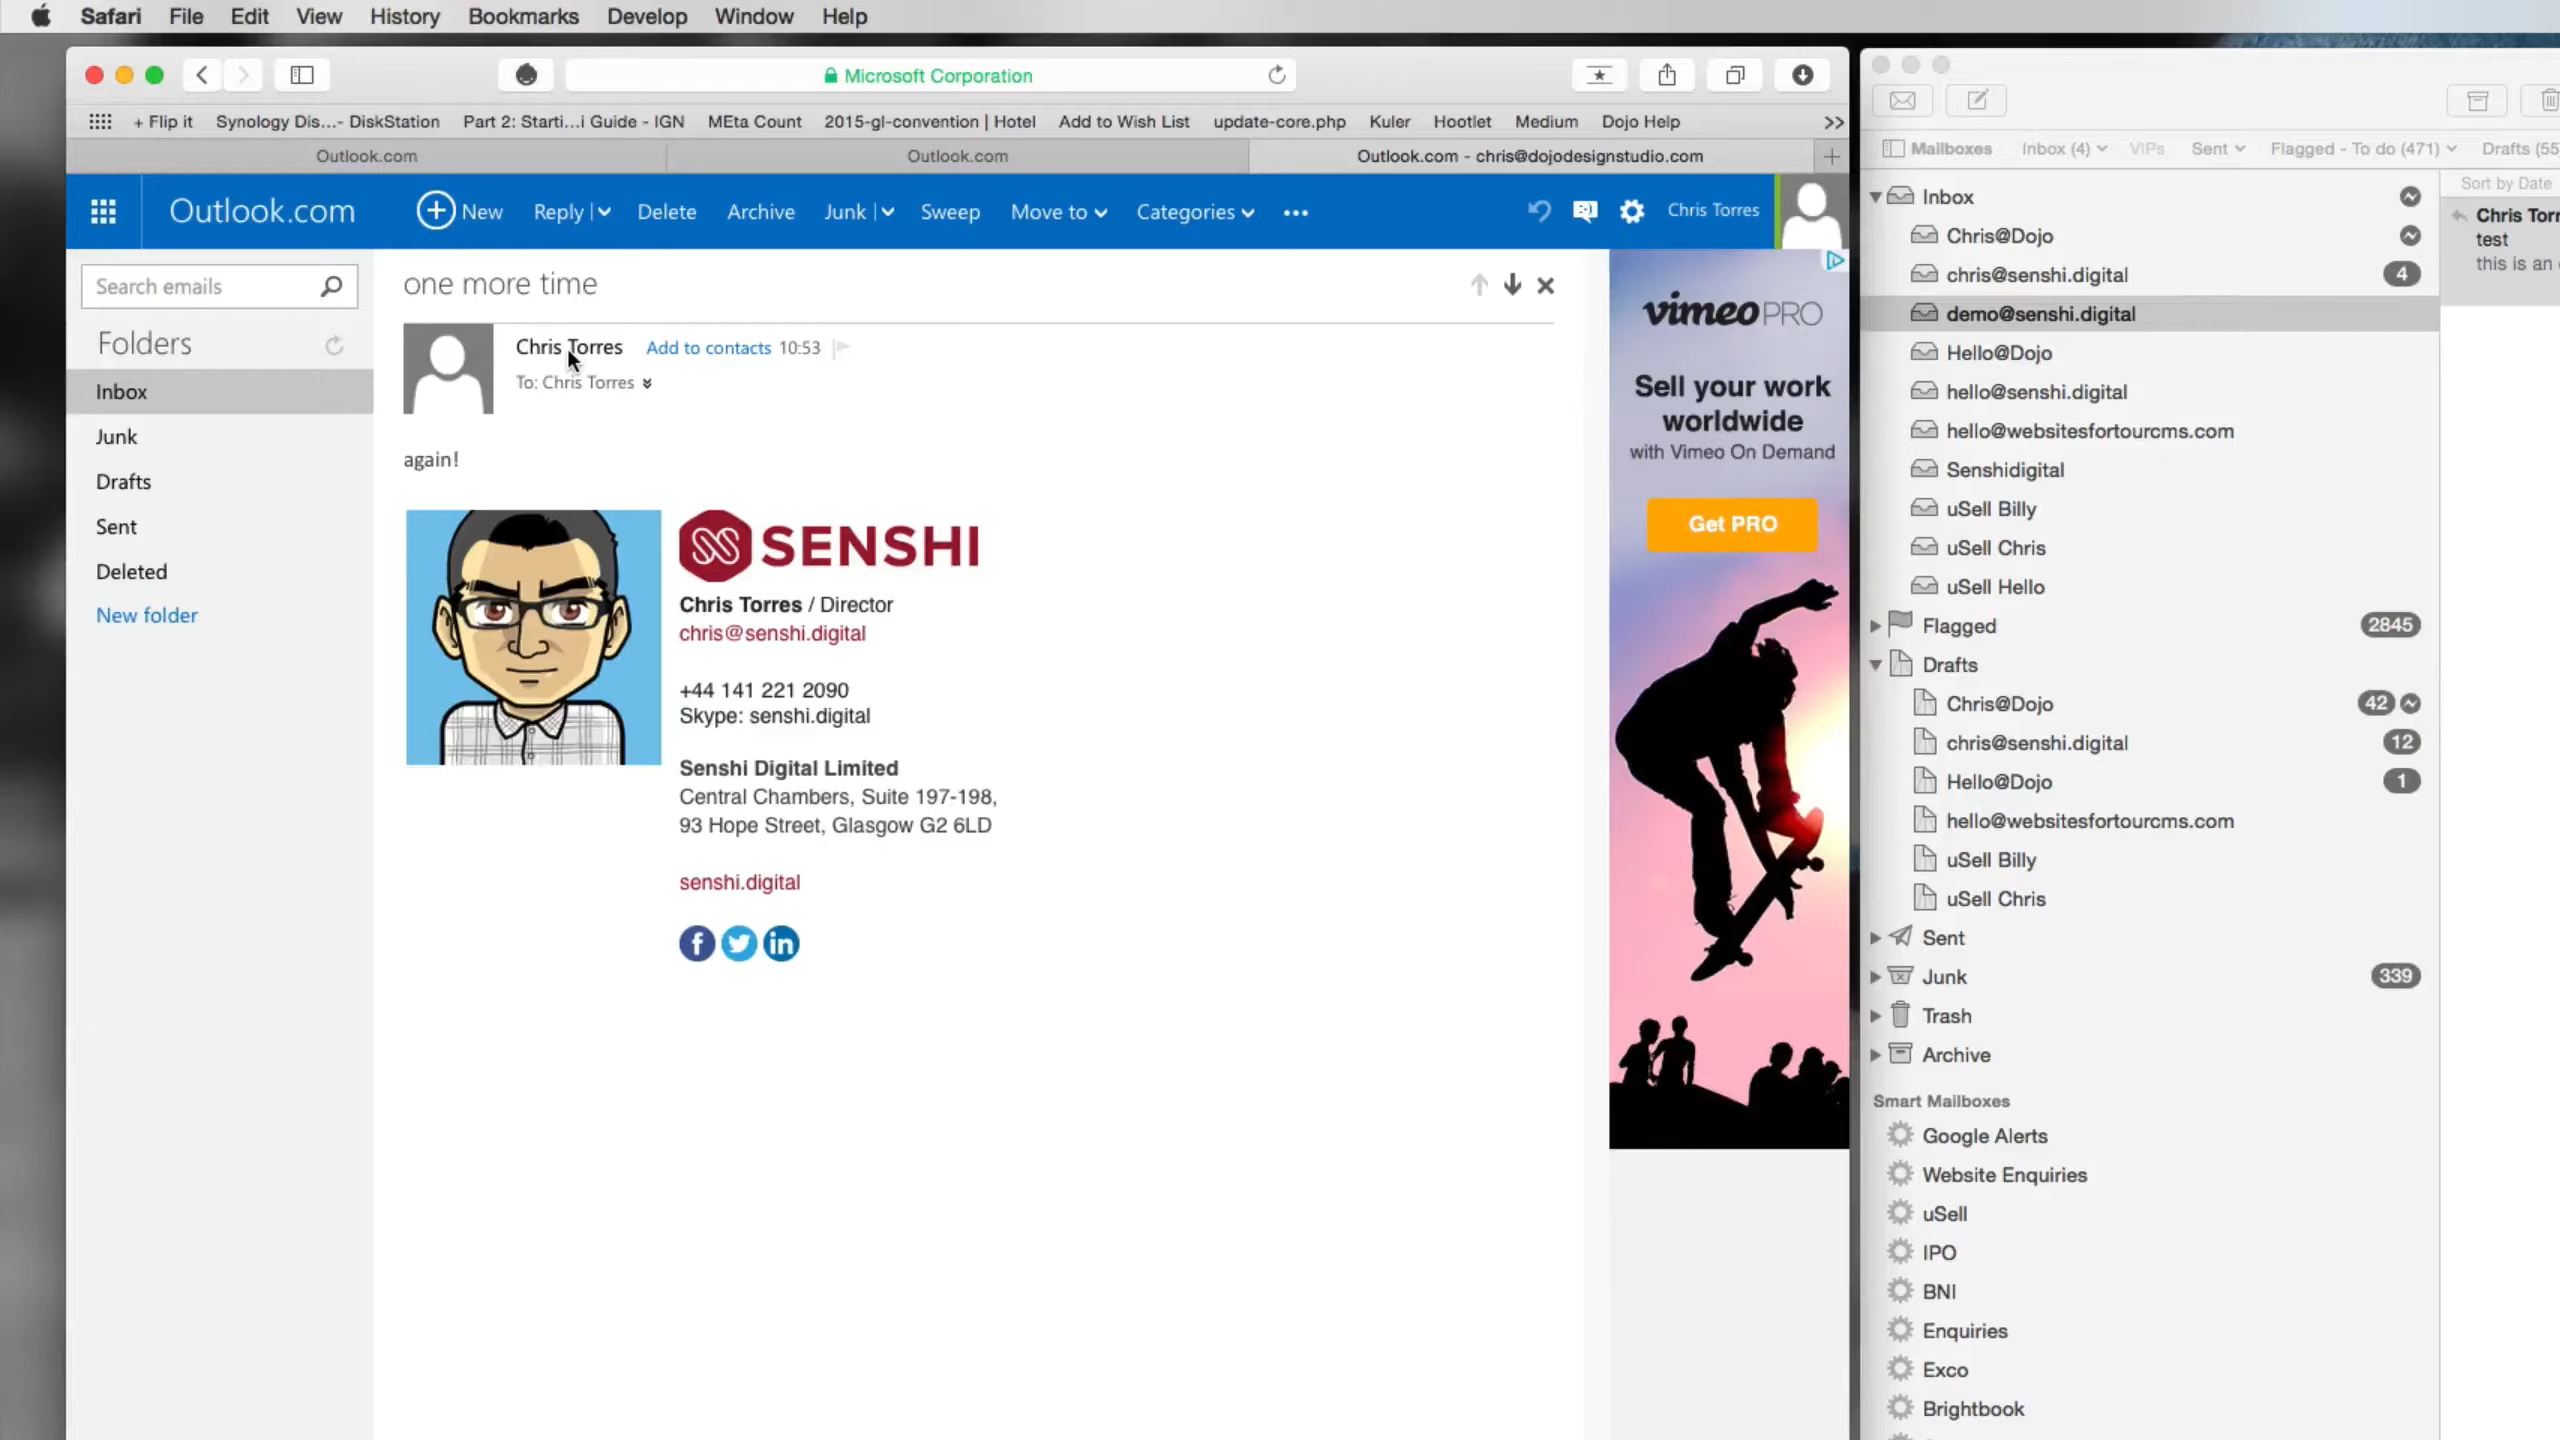 Safari File Edit View History Bookmarks Develop Window Help
Microsoft Corporation
+ Flip it Synology Dis...- DiskStation Part 2: Starti...i Guide - IGN MEta Count 2015-gl-convention | Hotel Add to Wish List update-core.php Kuler Hootlet Medium Dojo Help >>
Outlook.com Outlook.com Outlook.com - chris@dojodesignstudio.com
Outlook.com New Reply Delete Archive Junk Sweep Move to Categories ••• Chris Torres
Search emails
Folders
Inbox
Junk
Drafts
Sent
Deleted
New folder
one more time
Chris Torres Add to contacts 10:53
To: Chris Torres
again!
SENSHI
Chris Torres / Director
chris@senshi.digital
+44 141 221 2090
Skype: senshi.digital
Senshi Digital Limited
Central Chambers, Suite 197-198,
93 Hope Street, Glasgow G2 6LD
senshi.digital
f in
vimeo PRO
Sell your work
worldwide
with Vimeo On Demand
Get PRO
Mailboxes Inbox (4) VIPs Sent Flagged - To do (471) Drafts (55
Inbox
Chris@Dojo
chris@senshi.digital 4
demo@senshi.digital
Hello@Dojo
hello@senshi.digital
hello@websitesfortourcms.com
Senshidigital
uSell Billy
uSell Chris
uSell Hello
Flagged 2845
Drafts
Chris@Dojo 42
chris@senshi.digital 12
Hello@Dojo 1
hello@websitesfortourcms.com
uSell Billy
uSell Chris
Sent
Junk 339
Trash
Archive
Smart Mailboxes
Google Alerts
Website Enquiries
uSell
IPO
BNI
Enquiries
Exco
Brightbook
Sort by Date
Chris Torr
test
this is an